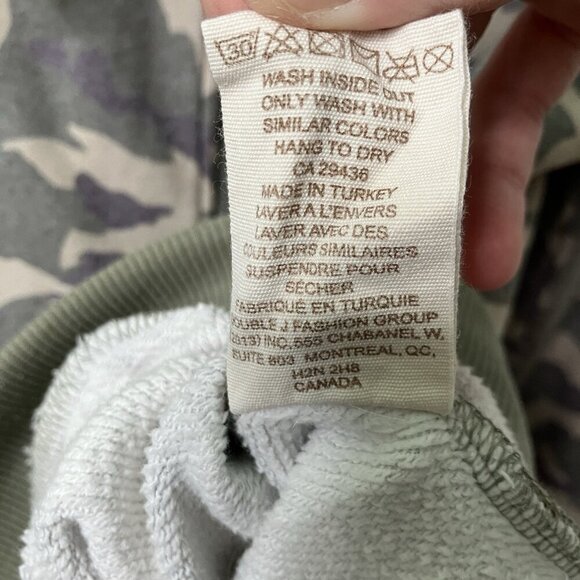 30
WASH INSIDE OUT
ONLY WASH WITH
SIMILAR COLORS
HANG TO DRY
CA 29436
MADE IN TURKEY
LAVER A L'ENVERS
LAVER AVEC DES
COULEURS SIMILAIRES
SUSPENDRE POUR
SÉCHER
FABRIQUÉ EN TURQUIE
DOUBLE J FASHION GROUP
(2013) INC.555 CHABANEL W.
SUITE 803 MONTREAL, QC,
H2N 2H8
CANADA